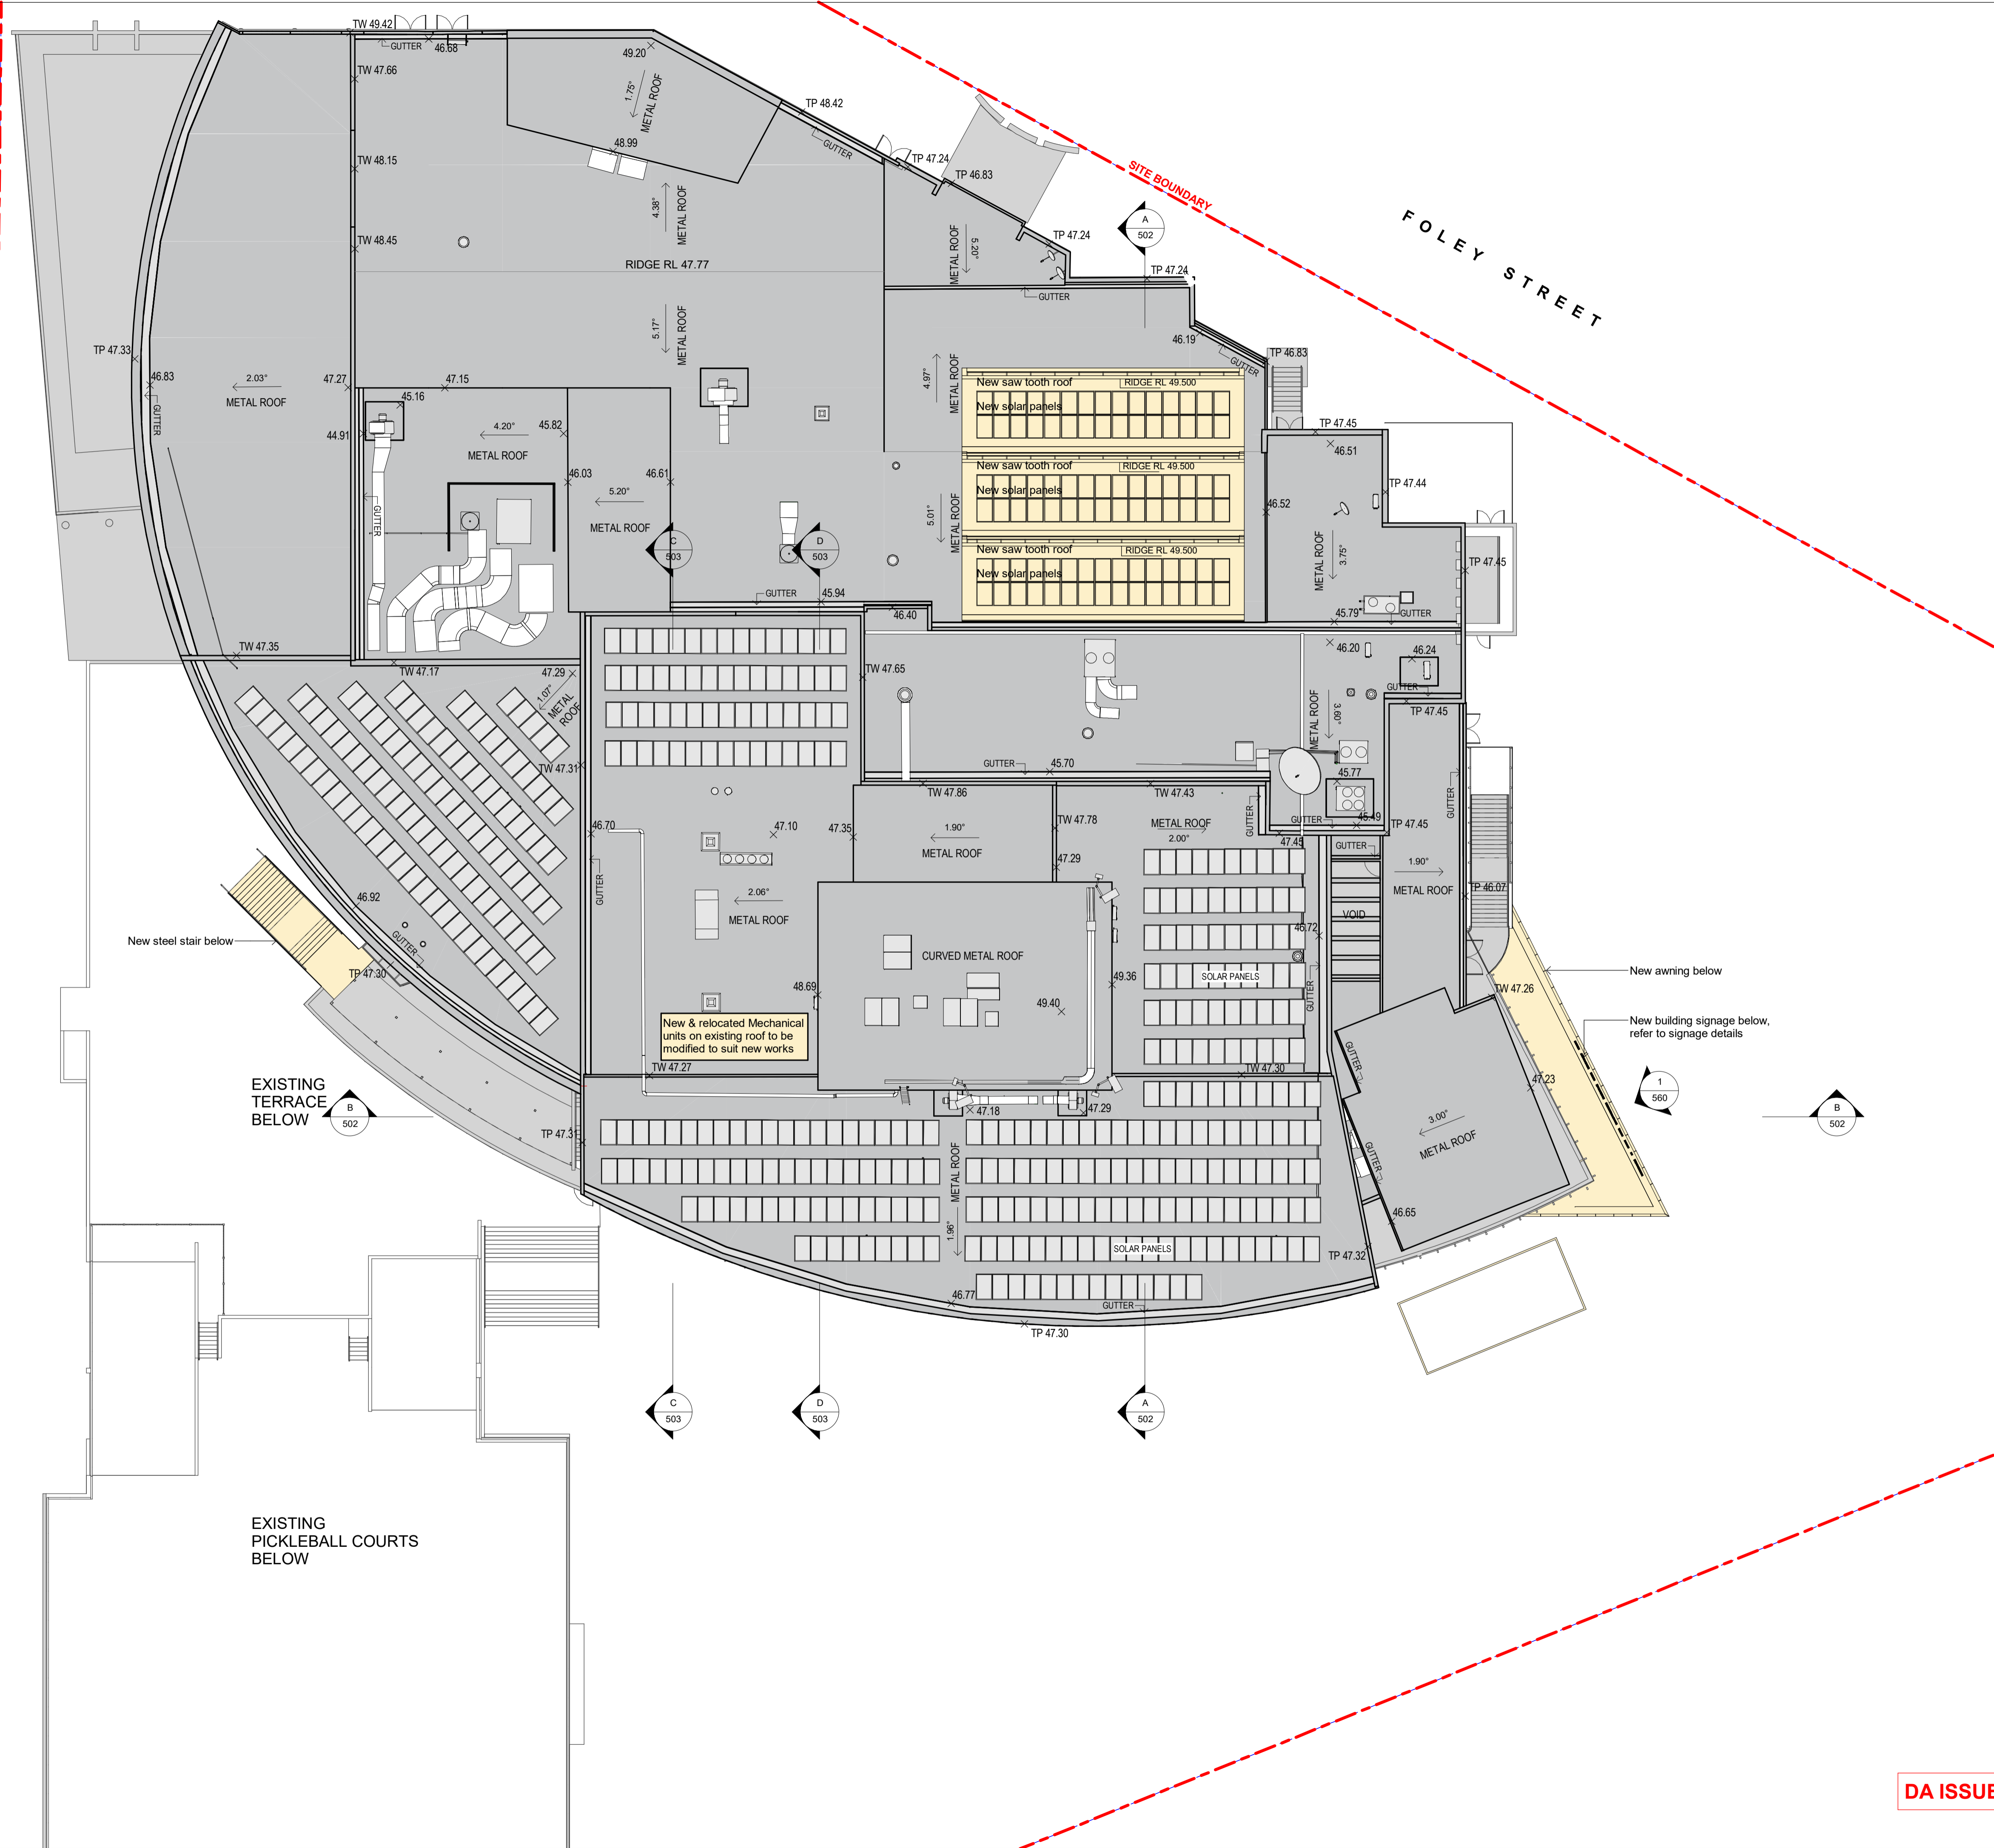 TW 49.42
GUTTER
46.68
49.20
TW 47.66
1.75°
METAL ROOF
TP 48.42
GUTTER
48.99
TW 48.15
TP 47.24
TP 46.83
SITE BOUNDARY
FOLEY STREET
4.38°
METAL ROOF
A
502
TW 48.45
TP 47.24
METAL ROOF
5.20°
RIDGE RL 47.77
TP 47.24
GUTTER
5.17°
METAL ROOF
46.19
GUTTER
TP 46.83
TP 47.33
46.83
GUTTER
2.03°
METAL ROOF
47.27
47.15
45.16
4.97°
METAL ROOF
New saw tooth roof
RIDGE RL 49.500
New solar panels
44.91
4.20°
45.82
METAL ROOF
TP 47.45
46.51
46.03
46.61
New saw tooth roof
RIDGE RL 49.500
New solar panels
TP 47.44
5.20°
METAL ROOF
GUTTER
5.01°
METAL ROOF
46.52
C
503
D
503
New saw tooth roof
RIDGE RL 49.500
New solar panels
METAL ROOF
3.75°
TP 47.45
GUTTER
45.94
46.40
45.79
GUTTER
TW 47.35
TW 47.17
47.29
1.07°
METAL
ROOF
TW 47.65
46.20
46.24
GUTTER
TP 47.45
METAL ROOF
3.60°
TW 47.31
GUTTER
45.70
45.77
TW 47.86
TW 47.43
GUTTER
GUTTER
45.49
TP 47.45
GUTTER
46.70
47.10
47.35
1.90°
METAL ROOF
TW 47.78
METAL ROOF
2.00°
47.45
GUTTER
47.29
1.90°
METAL ROOF
TP 46.07
GUTTER
2.06°
METAL ROOF
46.92
GUTTER
VOID
46.72
New steel stair below
TP 47.30
CURVED METAL ROOF
49.36
SOLAR PANELS
GUTTER
New awning below
48.69
49.40
TW 47.26
New & relocated Mechanical
units on existing roof to be
modified to suit new works
New building signage below,
refer to signage details
GUTTER
TW 47.27
TW 47.30
47.23
EXISTING
TERRACE
BELOW
B
502
47.18
47.29
1
560
B
502
3.00°
METAL ROOF
TP 47.31
METAL ROOF
1.96°
GUTTER
46.65
SOLAR PANELS
TP 47.32
46.77
GUTTER
TP 47.30
C
503
D
503
A
502
EXISTING
PICKLEBALL COURTS
BELOW
DA ISSUE